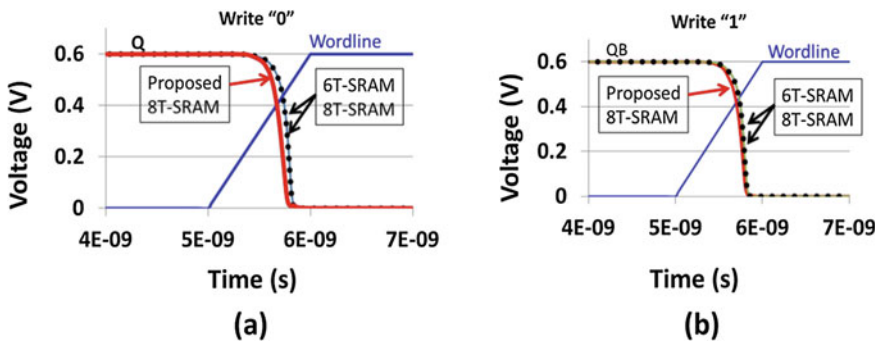 Write “0”
Q
Wordline
0.6
Proposed
8T-SRAM
6T-SRAM
8T-SRAM
0.4
0.2
0
Voltage (V)
4E-09 5E-09 6E-09 7E-09
Time (s)
(a)
Write “1”
QB
Wordline
0.6
Proposed
8T-SRAM
6T-SRAM
8T-SRAM
0.4
0.2
0
Voltage (V)
4E-09 5E-09 6E-09 7E-09
Time (s)
(b)